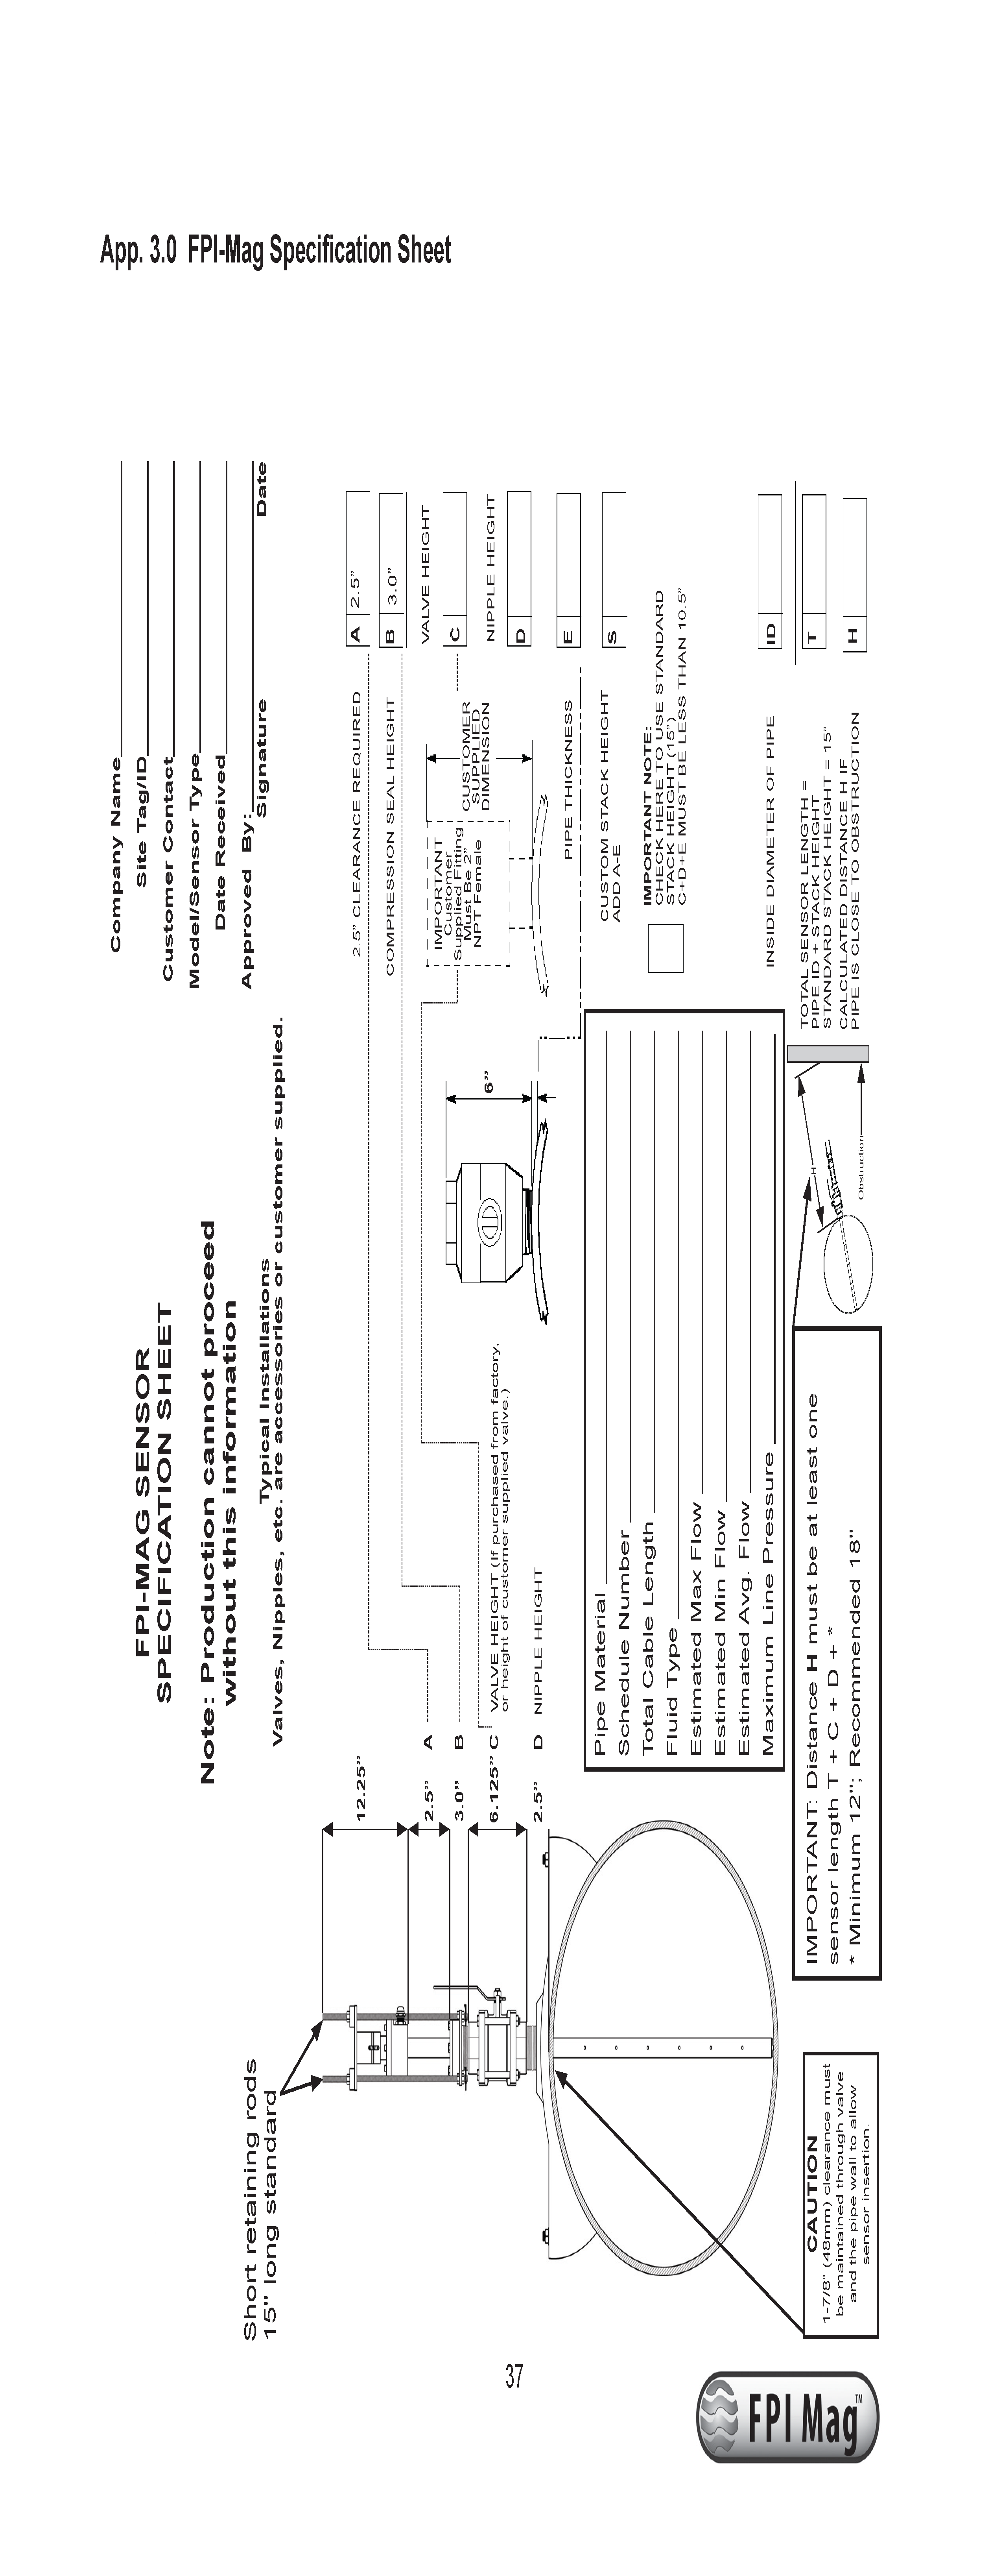 App. 3.0 FPI-Mag Specification Sheet
FPI-MAG SENSOR
SPECIFICATION SHEET
Note: Production cannot proceed
without this information
Typical Installations
Valves, Nipples, etc. are accessories or customer supplied.
Company Name
Site Tag/ID
Customer Contact
Model/Sensor Type
Date Received
Approved By:
Signature Date
Short retaining rods
15" long standard
12.25"
2.5" A
3.0" B
6.125" C VALVE HEIGHT (If purchased from factory,
or height of customer supplied valve.)
2.5" D NIPPLE HEIGHT
6"
2.5" CLEARANCE REQUIRED A 2.5"
COMPRESSION SEAL HEIGHT B 3.0"
VALVE HEIGHT
C
NIPPLE HEIGHT
D
IMPORTANT
Customer
Supplied Fitting
Must Be 2"
NPT Female
CUSTOMER
SUPPLIED
DIMENSION
PIPE THICKNESS E
CUSTOM STACK HEIGHT
ADD A-E
S
IMPORTANT NOTE:
CHECK HERE TO USE STANDARD
STACK HEIGHT (15")
C+D+E MUST BE LESS THAN 10.5"
INSIDE DIAMETER OF PIPE ID
TOTAL SENSOR LENGTH =
PIPE ID + STACK HEIGHT
STANDARD STACK HEIGHT = 15"
T
CALCULATED DISTANCE H IF
PIPE IS CLOSE TO OBSTRUCTION
H
Pipe Material
Schedule Number
Total Cable Length
Fluid Type
Estimated Max Flow
Estimated Min Flow
Estimated Avg. Flow
Maximum Line Pressure
H
Obstruction
IMPORTANT: Distance H must be at least one
sensor length T + C + D + *
* Minimum 12"; Recommended 18"
CAUTION
1-7/8" (48mm) clearance must
be maintained through valve
and the pipe wall to allow
sensor insertion.
37
FPI Mag™